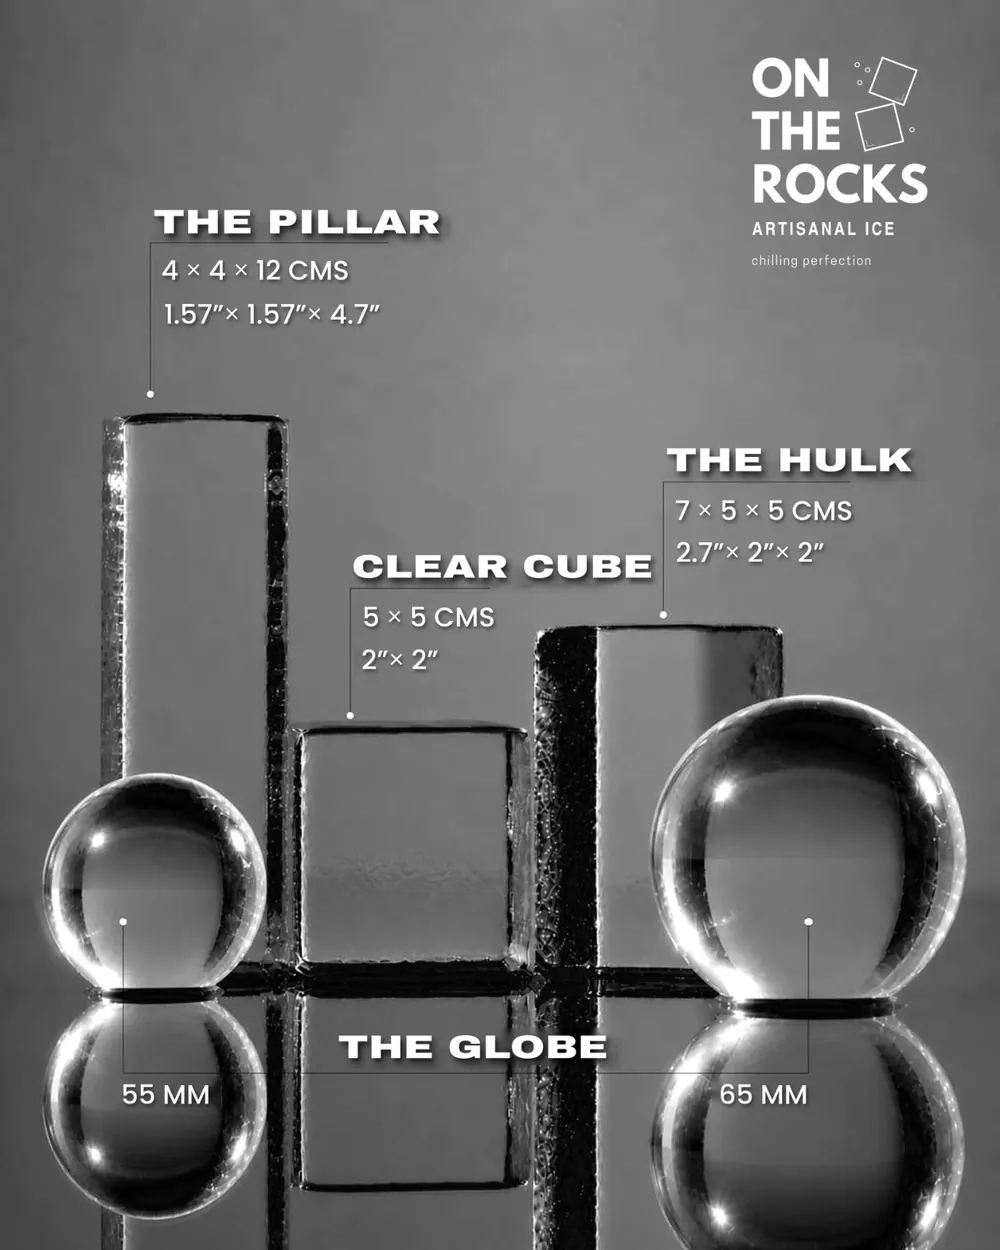 ON
THE
ROCKS
ARTISANAL ICE
chilling perfection
THE PILLAR
4 × 4 × 12 CMS
1.57”× 1.57”× 4.7”
THE HULK
7 × 5 × 5 CMS
2.7”× 2”× 2”
CLEAR CUBE
5 × 5 CMS
2”× 2”
THE GLOBE
55 MM
65 MM